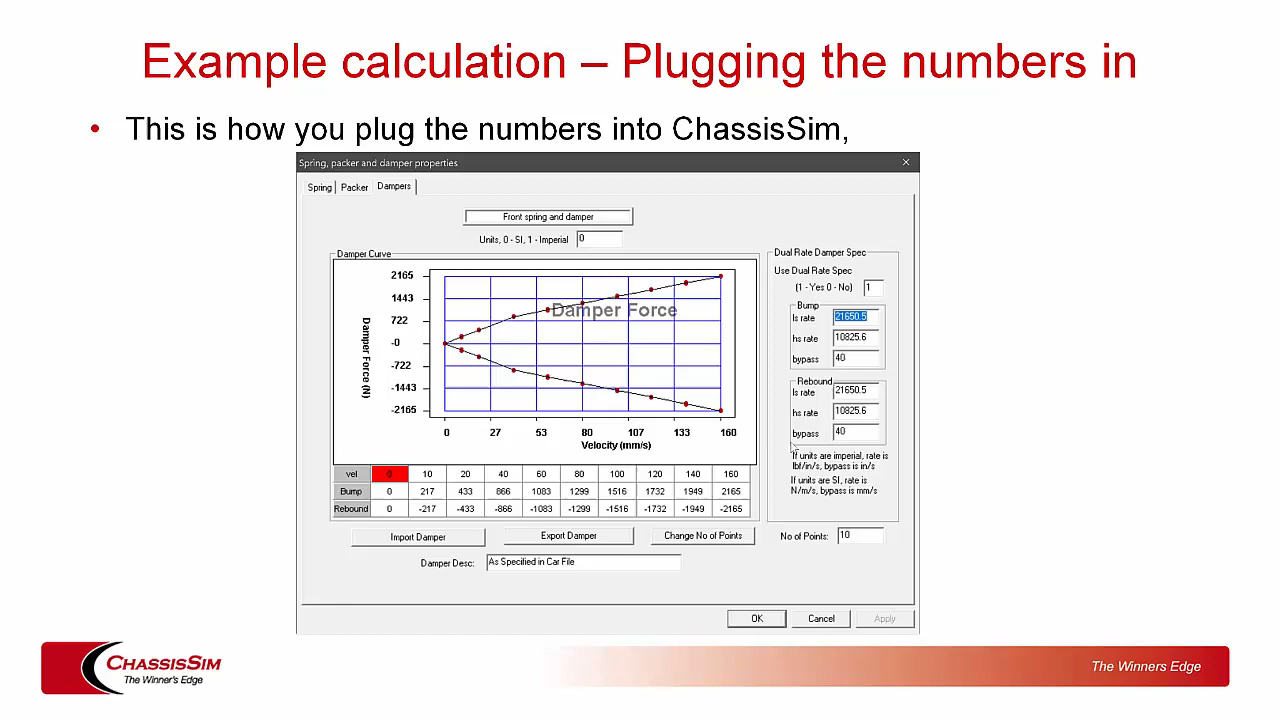 Example calculation – Plugging the numbers in
• This is how you plug the numbers into ChassisSim,
Spring, packer and damper properties
Spring Packer Dampers
Front spring and damper
Units, 0 - SI, 1 - Imperial 0
Damper Curve
Damper Force
2165
1443
722
-0
-722
-1443
-2165
Damper Force (N)
0 27 53 80 107 133 160
Velocity (mm/s)
vel 0 10 20 40 60 80 100 120 140 160
Bump 0 217 433 866 1083 1299 1516 1732 1949 2165
Rebound 0 -217 -433 -866 -1083 -1299 -1516 -1732 -1949 -2165
Import Damper Export Damper Change No of Points
Damper Desc: As Specified in Car File
Dual Rate Damper Spec
Use Dual Rate Spec
(1 - Yes 0 - No) 1
Bump
ls rate 21650.5
hs rate 10825.6
bypass 40
Rebound
ls rate 21650.5
hs rate 10825.6
bypass 40
If units are imperial, rate is
lbf/in/s, bypass is in/s
If units are SI, rate is
N/m/s, bypass is mm/s
No of Points: 10
OK Cancel Apply
CHASSISSIM
The Winner's Edge
The Winners Edge